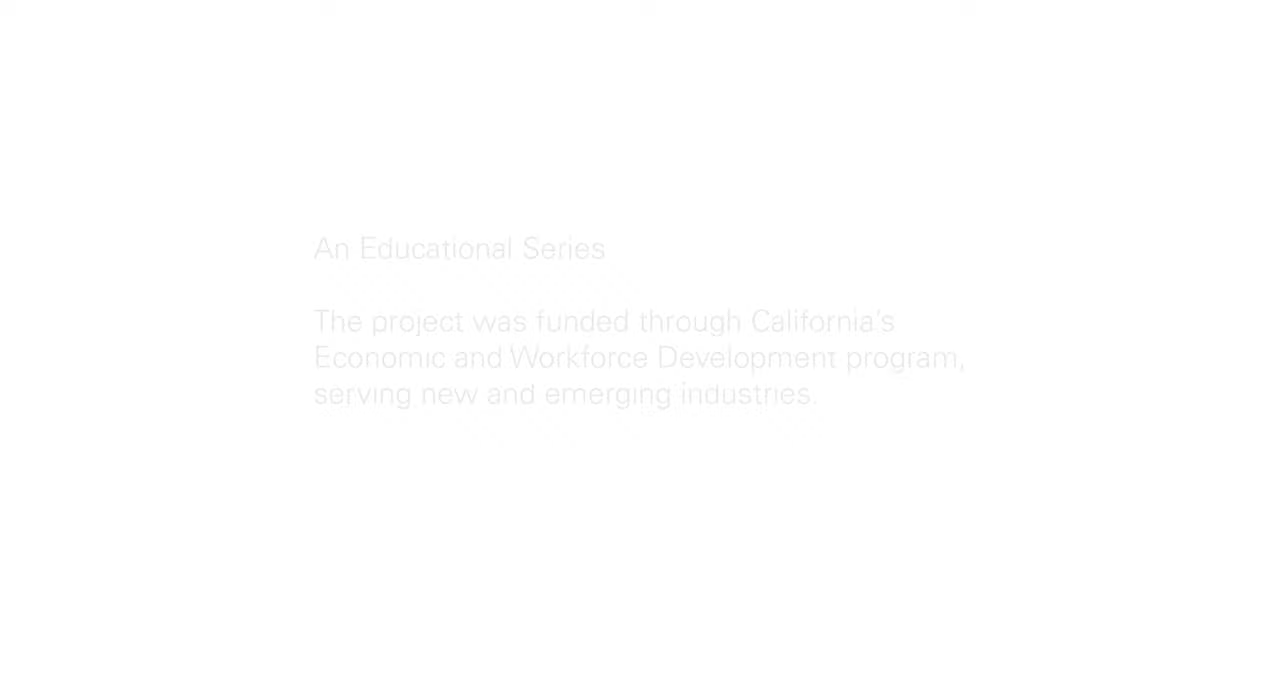 An Educational Series
The project was funded through California's
Economic and Workforce Development program,
serving new and emerging industries.